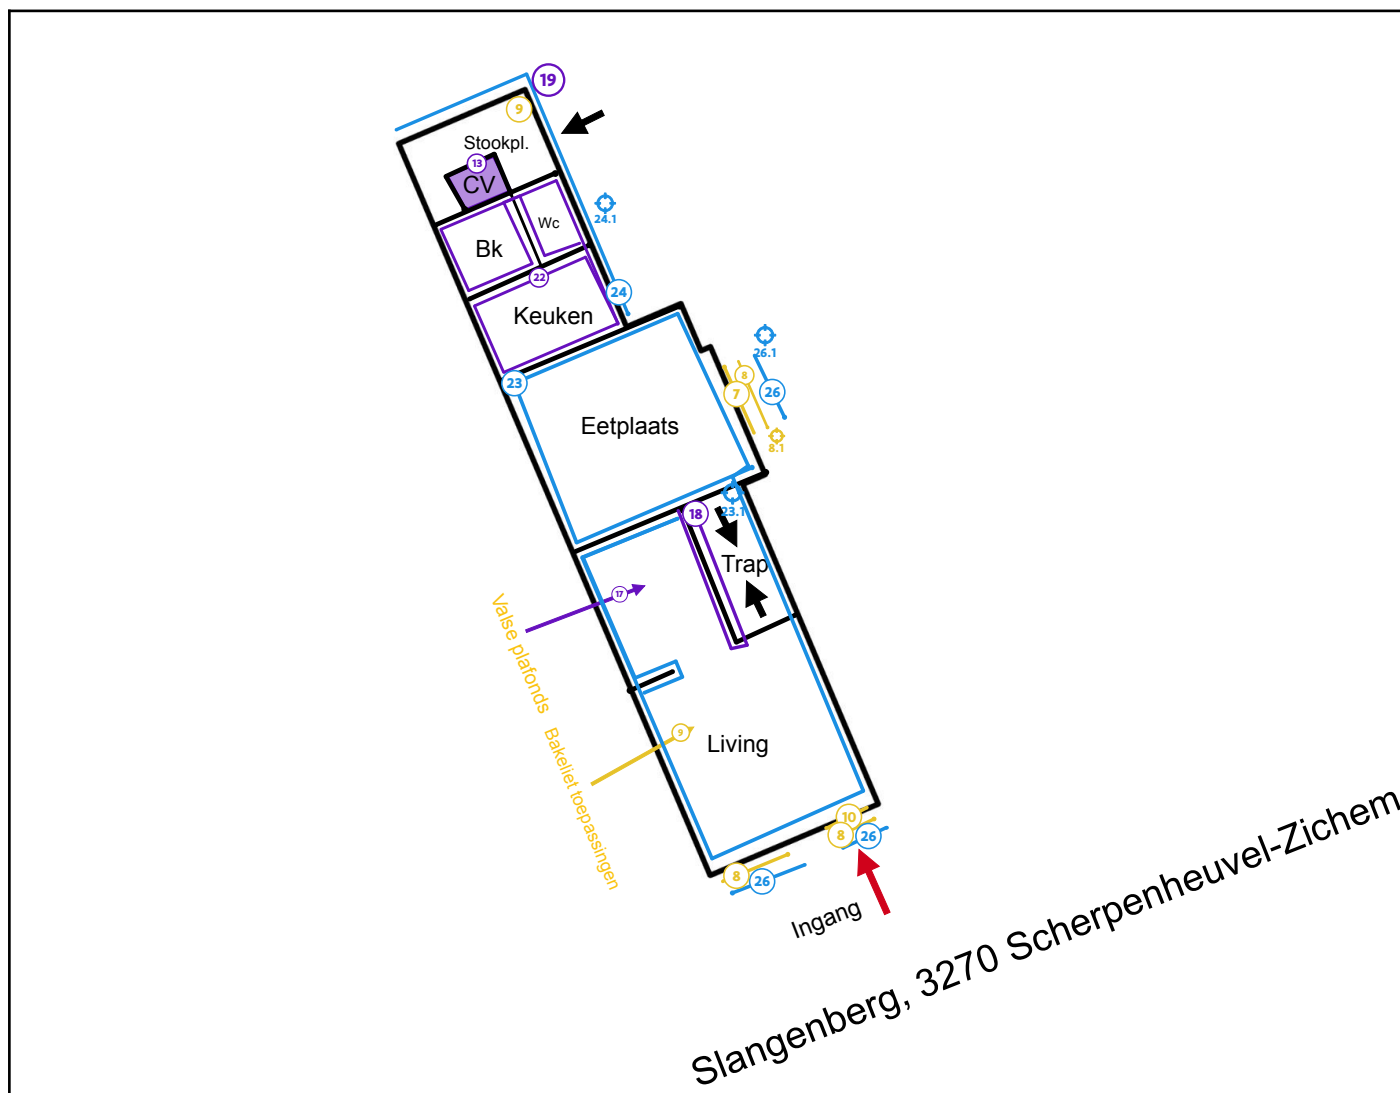 19
9
Stookpl.
13
CV
24.1
Wc
Bk
22
24
Keuken
26.1
8
23
7
26
Eetplaats
8.1
18
23.1
Trap
17
Valse plafonds
9
Bakeliet toepassingen
Living
10
8
26
8
26
Ingang
Slangenberg, 3270 Scherpenheuvel-Zichem